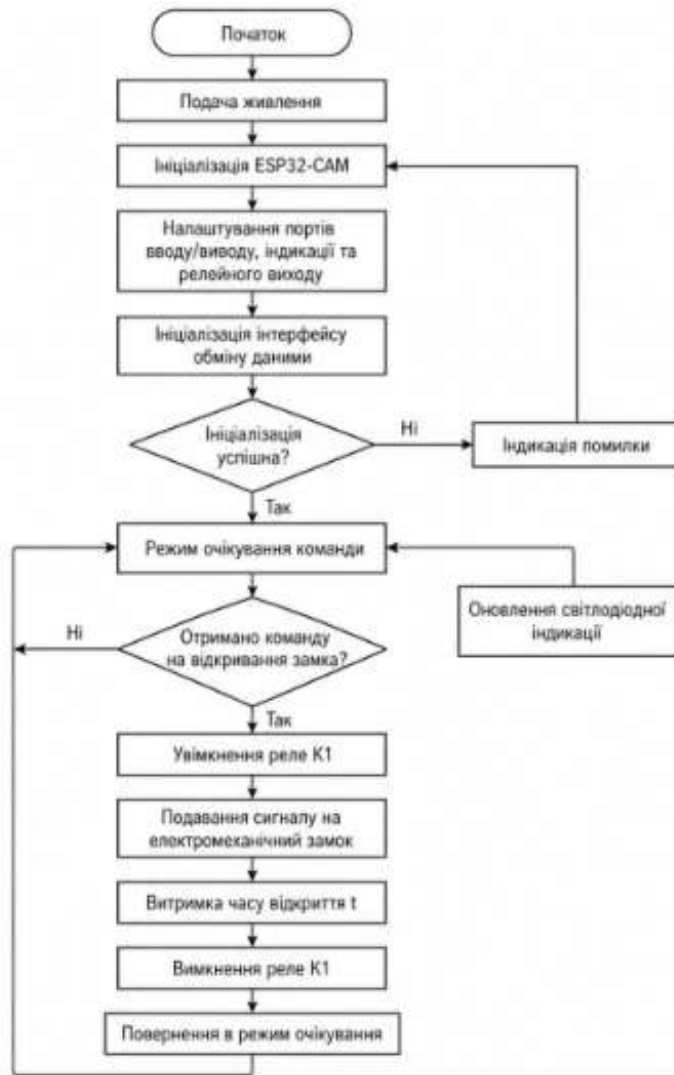 Початок
Подача живлення
Ініціалізація ESP32-CAM
Налаштування портів
вводу/виводу, індикації та
релейного виходу
Ініціалізація інтерфейсу
обміну даними
Ініціалізація
успішна?
Ні
Індикація помилки
Так
Режим очікування команди
Оновлення світлодіодної
індикації
Ні
Отримано команду
на відкривання замка?
Так
Увімкнення реле K1
Подавання сигналу на
електромеханічний замок
Витримка часу відкриття t
Вимкнення реле K1
Повернення в режим очікування